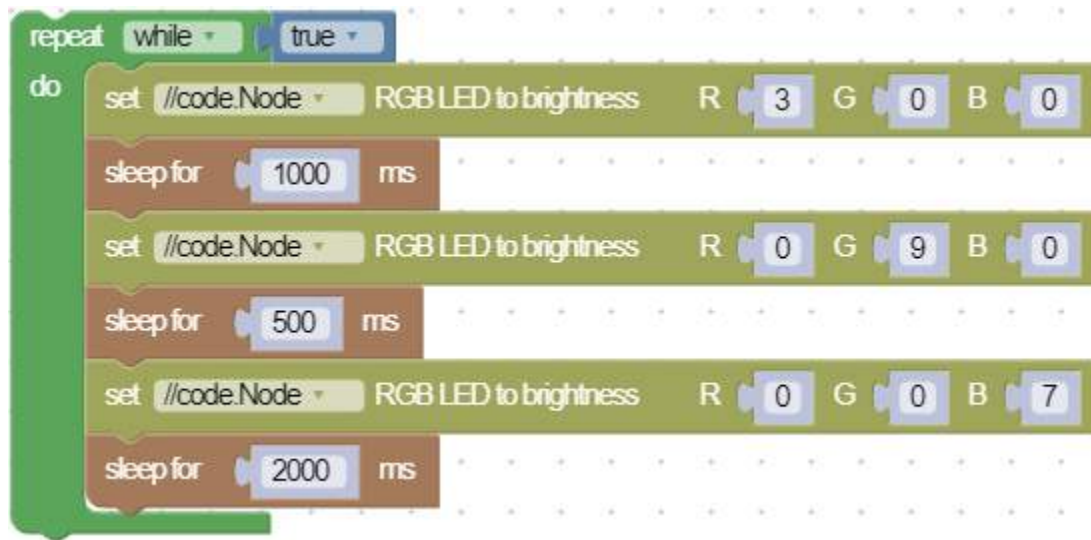 repeat while true
do
set //code.Node RGB LED to brightness R 3 G 0 B 0
sleep for 1000 ms
set //code.Node RGB LED to brightness R 0 G 9 B 0
sleep for 500 ms
set //code.Node RGB LED to brightness R 0 G 0 B 7
sleep for 2000 ms